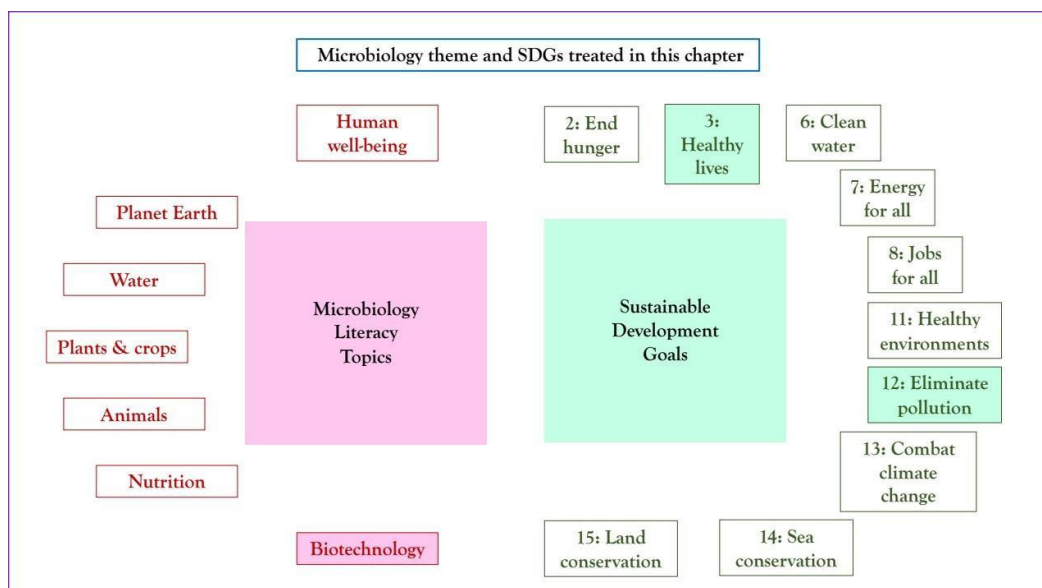 Microbiology theme and SDGs treated in this chapter
Human
well-being
2: End
hunger
3:
Healthy
lives
6: Clean
water
7: Energy
for all
Planet Earth
Water
Plants & crops
Animals
Nutrition
Biotechnology
Microbiology
Literacy
Topics
Sustainable
Development
Goals
8: Jobs
for all
11: Healthy
environments
12: Eliminate
pollution
13: Combat
climate
change
14: Sea
conservation
15: Land
conservation